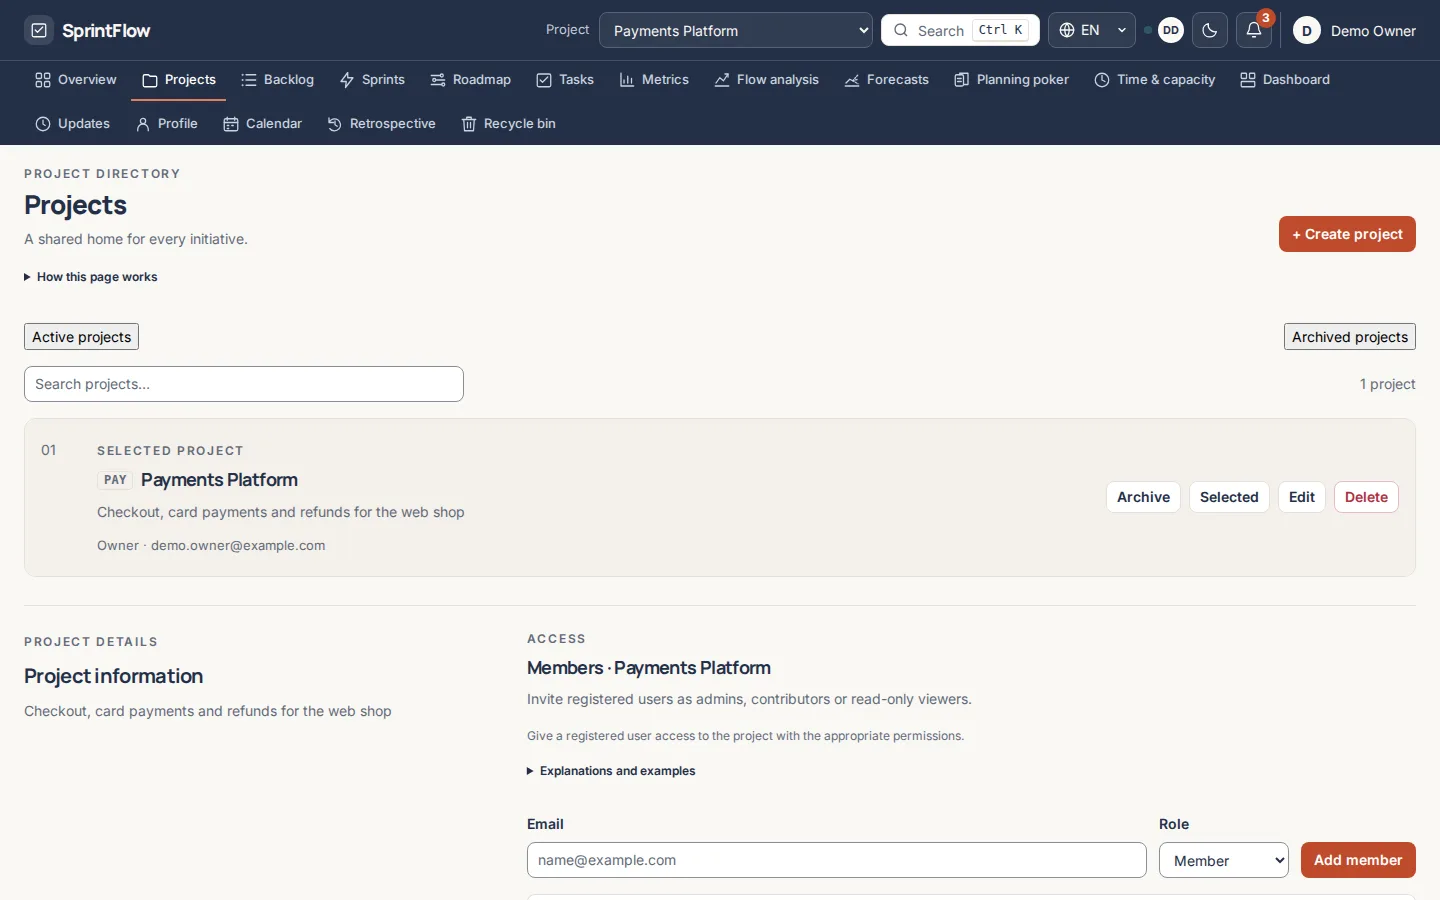 SprintFlow
Project
Payments Platform
Search Ctrl K
EN
DD
3
D
Demo Owner
Overview
Projects
Backlog
Sprints
Roadmap
Tasks
Metrics
Flow analysis
Forecasts
Planning poker
Time & capacity
Dashboard
Updates
Profile
Calendar
Retrospective
Recycle bin
PROJECT DIRECTORY
Projects
A shared home for every initiative.
+ Create project
How this page works
Active projects
Archived projects
Search projects...
1 project
01
SELECTED PROJECT
PAY Payments Platform
Checkout, card payments and refunds for the web shop
Owner · demo.owner@example.com
Archive
Selected
Edit
Delete
PROJECT DETAILS
Project information
Checkout, card payments and refunds for the web shop
ACCESS
Members · Payments Platform
Invite registered users as admins, contributors or read-only viewers.
Give a registered user access to the project with the appropriate permissions.
Explanations and examples
Email
name@example.com
Role
Member
Add member